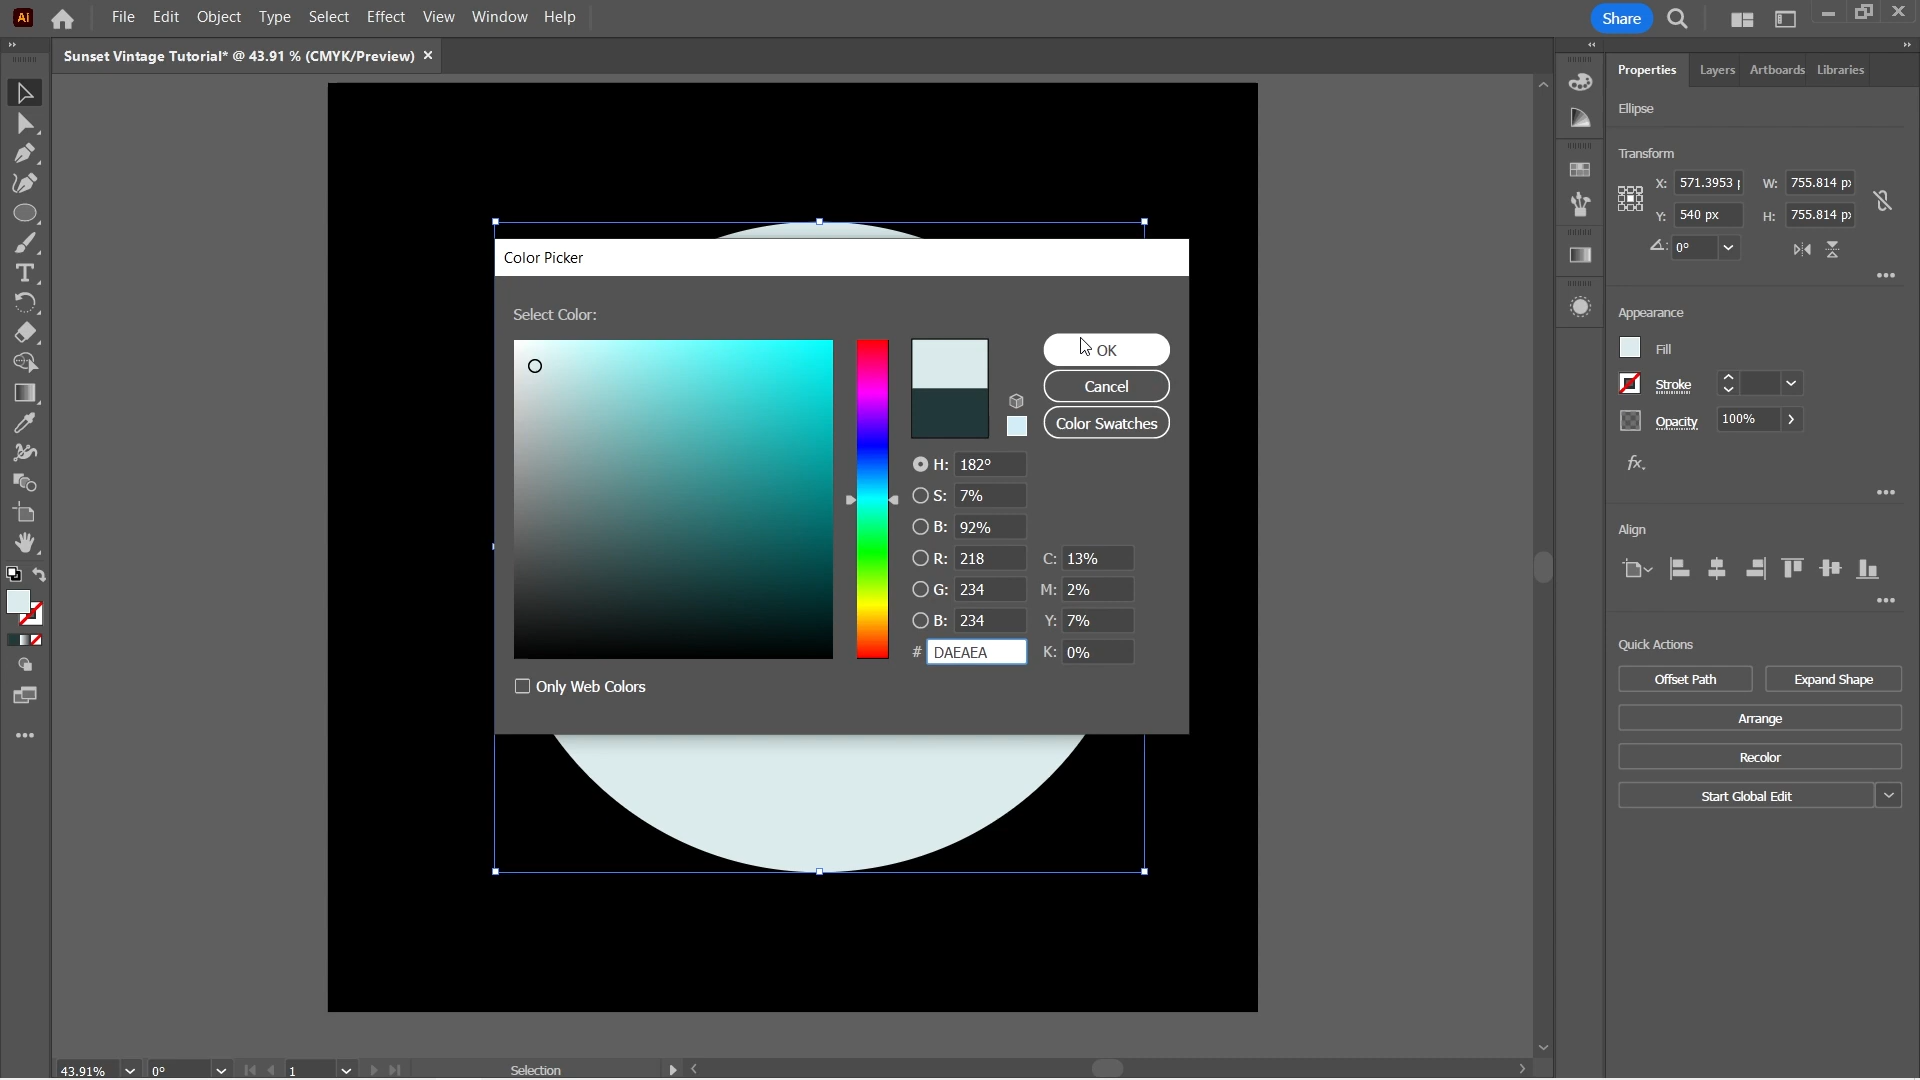 Ai File Edit Object Type Select Effect View Window Help Share
Sunset Vintage Tutorial* @ 43.91 % (CMYK/Preview) ×
Properties Layers Artboards Libraries
Ellipse
Transform
X: 571.3953 W: 755.814 px
Y: 540 px H: 755.814 px
0°
Appearance
Fill
Stroke
Opacity 100%
fx.
Align
Quick Actions
Offset Path Expand Shape
Arrange
Recolor
Start Global Edit
Color Picker
Select Color:
OK
Cancel
Color Swatches
H: 182°
S: 7%
B: 92%
R: 218 C: 13%
G: 234 M: 2%
B: 234 Y: 7%
# DAEAEA K: 0%
Only Web Colors
43.91% 0° 1 Selection